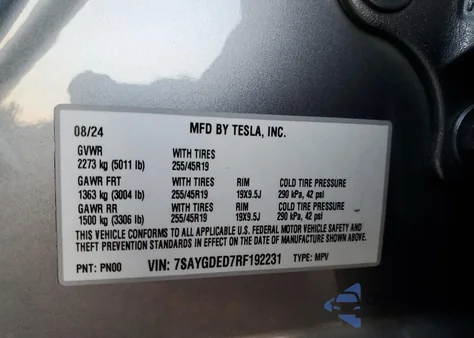 08/24 MFD BY TESLA, INC.
GVWR WITH TIRES
2273 kg (5011 lb) 255/45R19
GAWR FRT WITH TIRES RIM COLD TIRE PRESSURE
1363 kg (3004 lb) 255/45R19 19X9.5J 290 kPa, 42 psi
GAWR RR WITH TIRES RIM COLD TIRE PRESSURE
1500 kg (3306 lb) 255/45R19 19X9.5J 290 kPa, 42 psi
THIS VEHICLE CONFORMS TO ALL APPLICABLE U.S. FEDERAL MOTOR VEHICLE SAFETY AND
THEFT PREVENTION STANDARDS IN EFFECT ON THE DATE OF MANUFACTURE SHOWN ABOVE.
PNT: PN00 VIN: 7SAYGDED7RF192231 TYPE: MPV